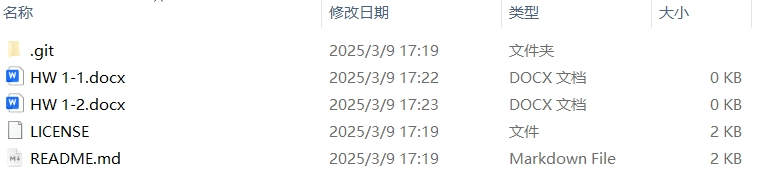 名称 修改日期 类型 大小
.git 2025/3/9 17:19 文件夹
HW 1-1.docx 2025/3/9 17:22 DOCX 文档 0 KB
HW 1-2.docx 2025/3/9 17:23 DOCX 文档 0 KB
LICENSE 2025/3/9 17:19 文件 2 KB
README.md 2025/3/9 17:19 Markdown File 2 KB